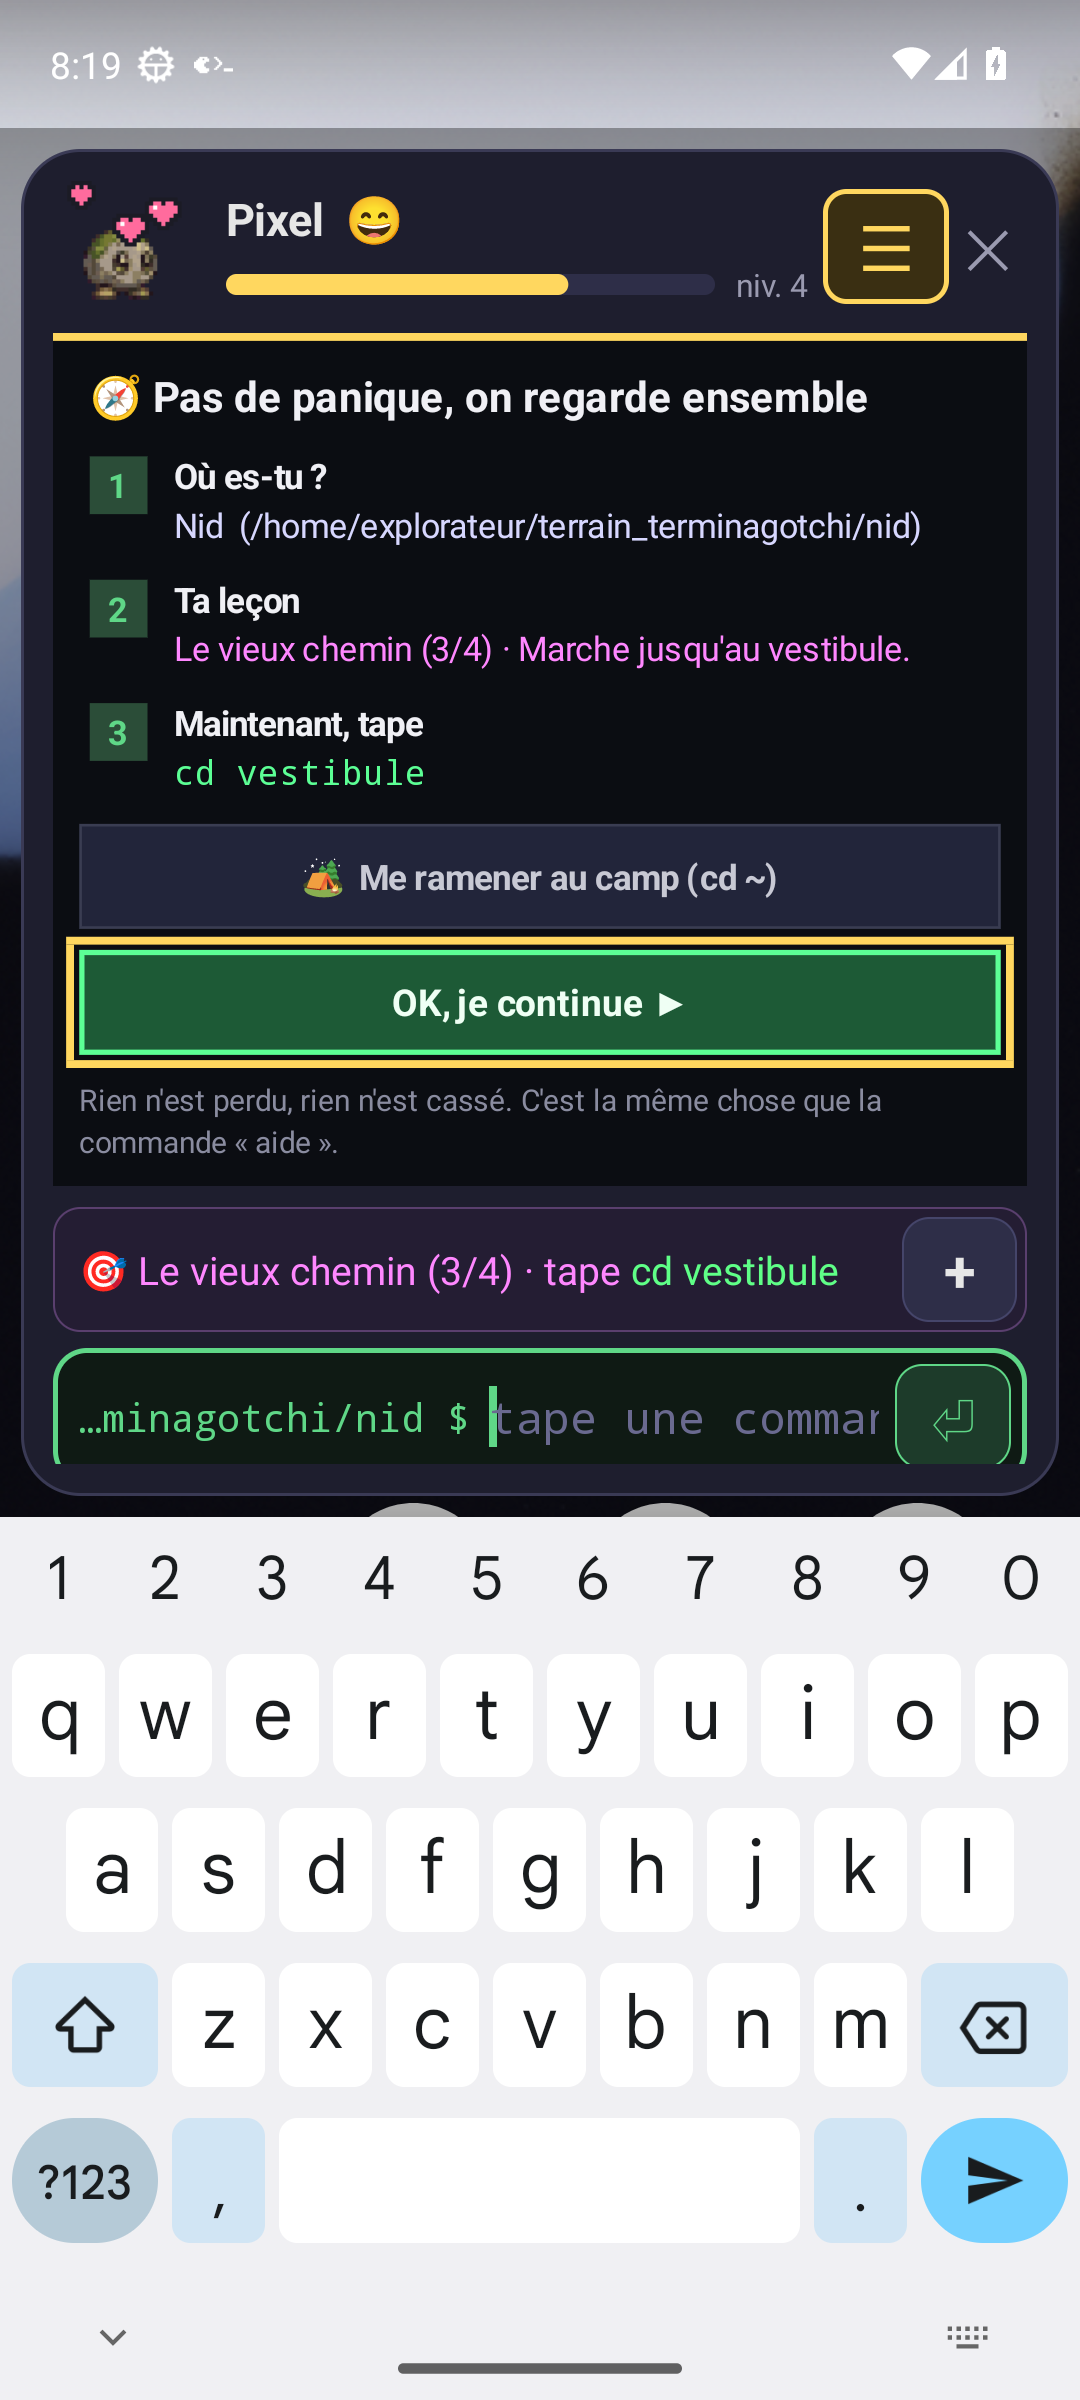 8:19
Pixel 😄
niv. 4
☰
🧭 Pas de panique, on regarde ensemble
1 Où es-tu ?
Nid (/home/explorateur/terrain_terminagotchi/nid)
2 Ta leçon
Le vieux chemin (3/4) · Marche jusqu'au vestibule.
3 Maintenant, tape
cd vestibule
🏕️ Me ramener au camp (cd ~)
OK, je continue ►
Rien n'est perdu, rien n'est cassé. C'est la même chose que la
commande « aide ».
🎯 Le vieux chemin (3/4) · tape cd vestibule
+
…minagotchi/nid $ tape une comman
1 2 3 4 5 6 7 8 9 0
q w e r t y u i o p
a s d f g h j k l
z x c v b n m
?123 , .